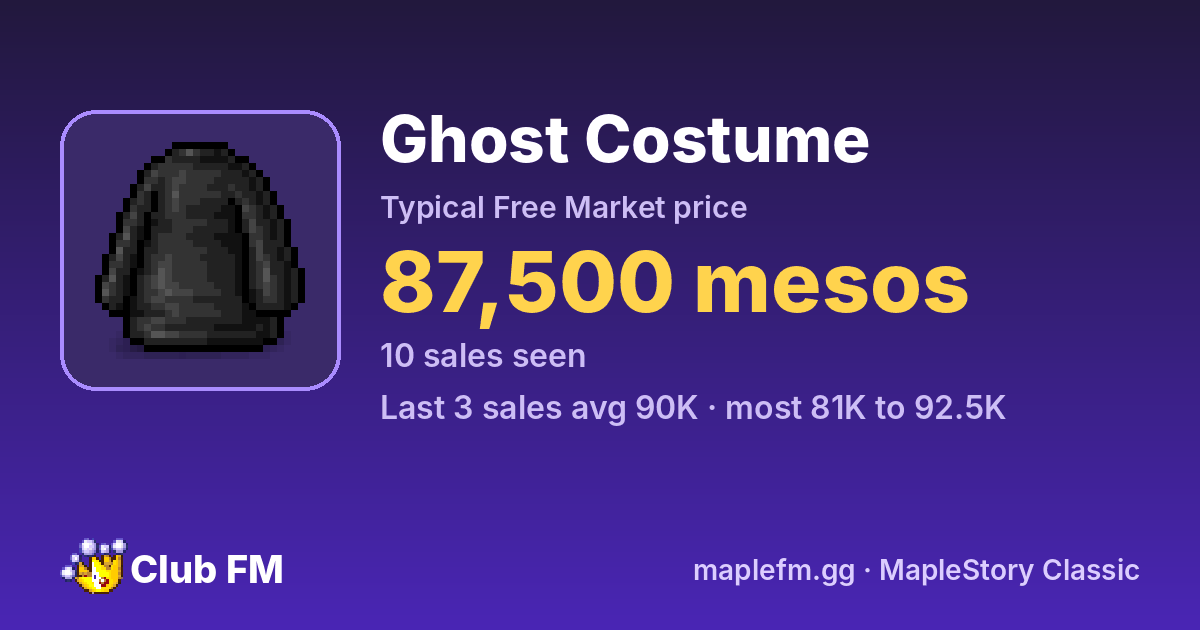 Ghost Costume
Typical Free Market price
87,500 mesos
10 sales seen
Last 3 sales avg 90K · most 81K to 92.5K
Club FM
maplefm.gg · MapleStory Classic